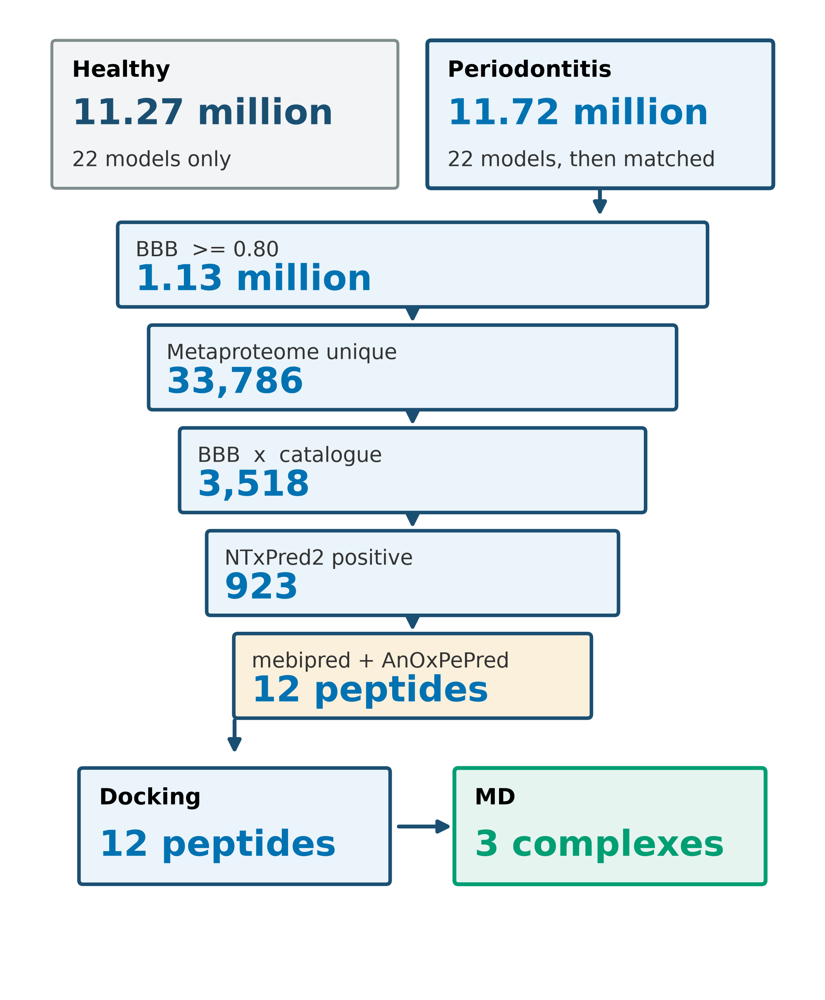 Healthy
11.27 million
22 models only
Periodontitis
11.72 million
22 models, then matched
BBB >= 0.80
1.13 million
Metaproteome unique
33,786
BBB x catalogue
3,518
NTxPred2 positive
923
mebipred + AnOxPePred
12 peptides
Docking
12 peptides
MD
3 complexes